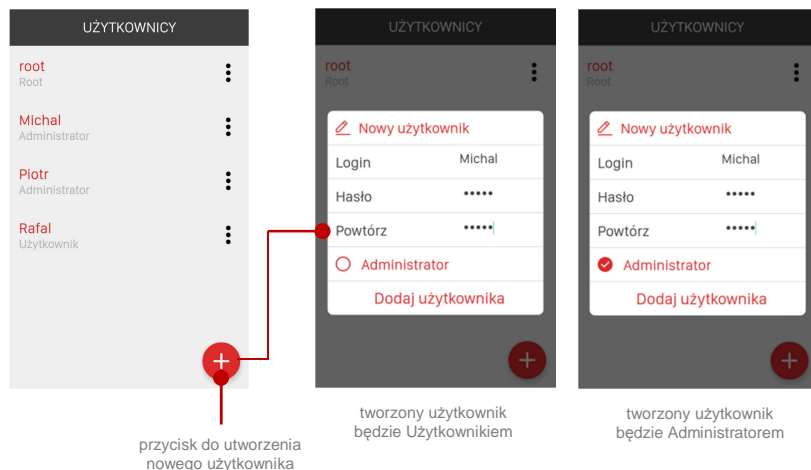 UŻYTKOWNICY
root
Root
Michal
Administrator
Piotr
Administrator
Rafal
Użytkownik
przycisk do utworzenia
nowego użytkownika
UŻYTKOWNICY
root
Root
Nowy użytkownik
Login Michal
Hasło •••••
Powtórz •••••
Administrator
Dodaj użytkownika
tworzony użytkownik
będzie Użytkownikiem
UŻYTKOWNICY
root
Root
Nowy użytkownik
Login Michal
Hasło •••••
Powtórz •••••
Administrator
Dodaj użytkownika
tworzony użytkownik
będzie Administratorem